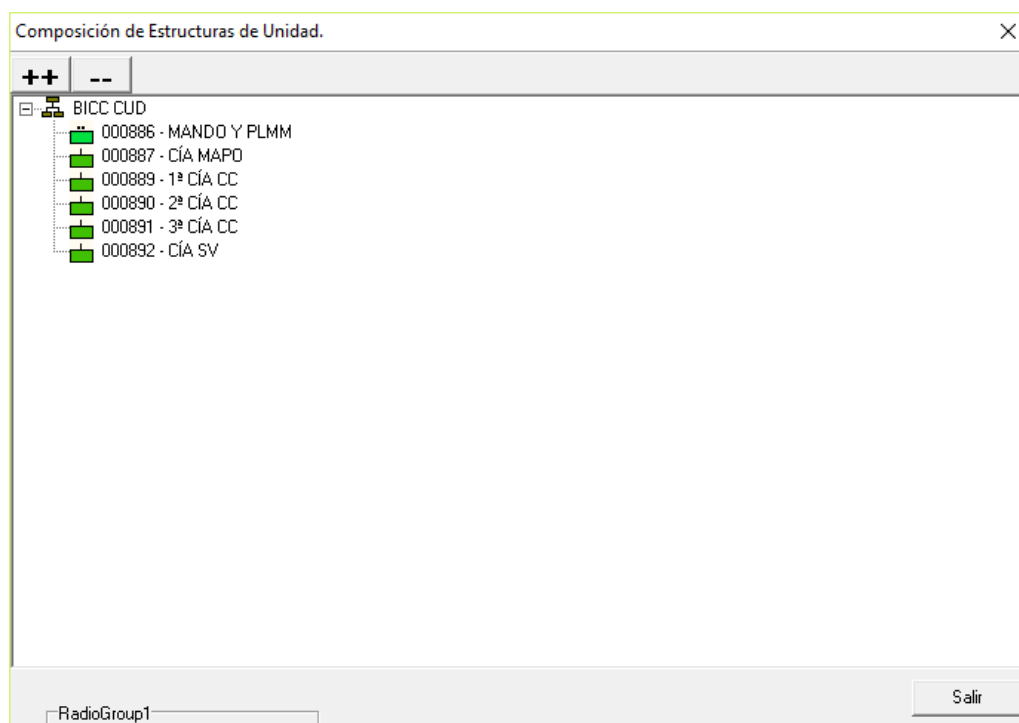 Composición de Estructuras de Unidad.
++ --
BICC CUD
000886 - MANDO Y PLMM
000887 - CÍA MAPO
000889 - 1ª CÍA CC
000890 - 2ª CÍA CC
000891 - 3ª CÍA CC
000892 - CÍA SV
Salir
RadioGroup1